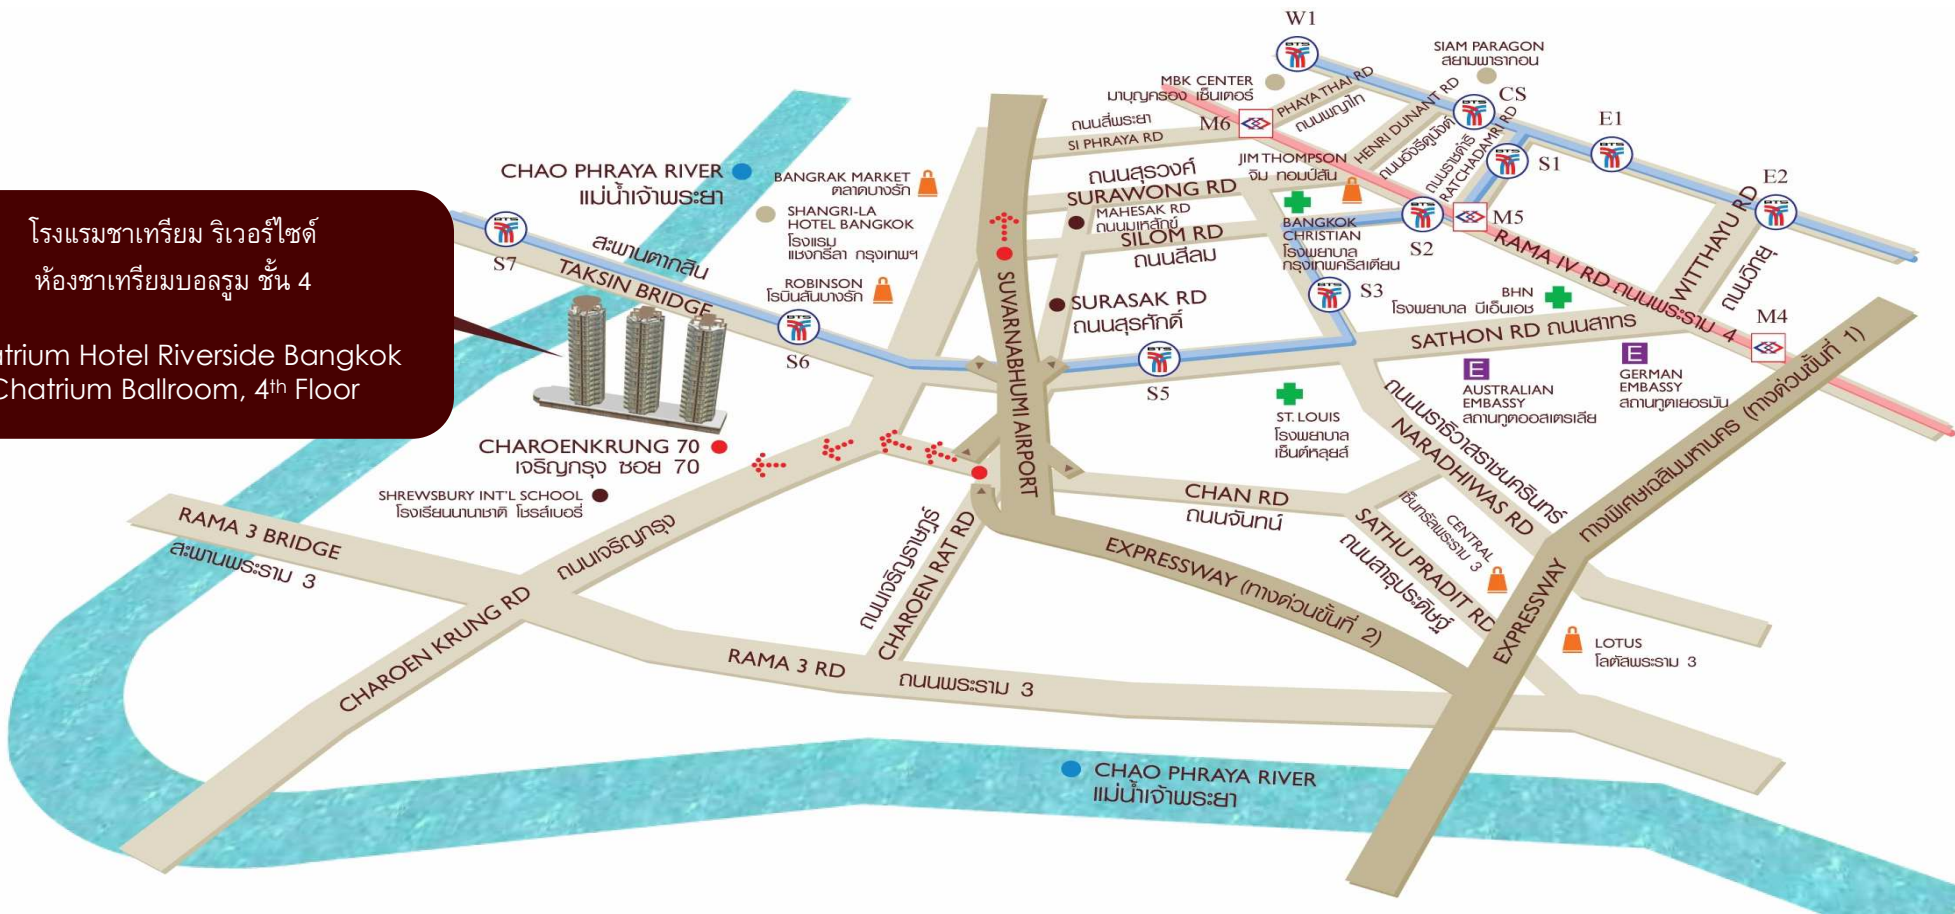 โรงแรมชาเทรียม ริเวอร์ไซด์
ห้องชาเทรียมบอลรูม ชั้น 4
atrium Hotel Riverside Bangkok
Chatrium Ballroom, 4th Floor
CHAO PHRAYA RIVER
แม่น้ำเจ้าพระยา
BANGRAK MARKET
ตลาดบางรัก
SHANGRI-LA
HOTEL BANGKOK
โรงแรม
แชงกรีลา กรุงเทพฯ
ROBINSON
โรบินสันบางรัก
BTS
S7
สะพานตากสิน
TAKSIN BRIDGE
BTS
S6
CHAROENKRUNG 70
เจริญกรุง ซอย 70
SHREWSBURY INT'L SCHOOL
โรงเรียนนานาชาติ โชรส์เบอรี่
RAMA 3 BRIDGE
สะพานพระราม 3
ถนนเจริญกรุง
CHAROEN KRUNG RD
ถนนเจริญราษฎร์
CHAROEN RAT RD
RAMA 3 RD
ถนนพระราม 3
SUVARNABHUMI AIRPORT
W1
BTS
SIAM PARAGON
สยามพารากอน
MBK CENTER
มาบุญครอง เซ็นเตอร์
PHAYA THAI RD
ถนนพญาไท
HENRI DUNANT RD
ถนนอังรีดูนังต์
BTS
CS
RATCHADAMRI RD
ถนนราชดำริ
BTS
S1
BTS
E1
BTS
E2
ถนนสี่พระยา
SI PHRAYA RD
M6
ถนนสุรวงศ์
SURAWONG RD
JIM THOMPSON
จิม ทอมป์สัน
MAHESAK RD
ถนนมเหสักข์
SILOM RD
ถนนสีลม
BANGKOK
CHRISTIAN
โรงพยาบาล
กรุงเทพคริสเตียน
BTS
S2
M5
RAMA IV RD ถนนพระราม 4
WITTHAYU RD
ถนนวิทยุ
SURASAK RD
ถนนสุรศักดิ์
BTS
S3
BHN
โรงพยาบาล บีเอ็นเอช
M4
SATHON RD ถนนสาทร
BTS
S5
E
GERMAN
EMBASSY
สถานทูตเยอรมัน
E
AUSTRALIAN
EMBASSY
สถานทูตออสเตรเลีย
ST. LOUIS
โรงพยาบาล
เซ็นต์หลุยส์
ถนนนราธิวาสราชนครินทร์
NARADHIWAS RD
CHAN RD
ถนนจันทน์
SATHU PRADIT RD
ถนนสาธุประดิษฐ์
CENTRAL
เซ็นทรัลพระราม 3
EXPRESSWAY (ทางด่วนขั้นที่ 2)
EXPRESSWAY
ทางพิเศษเฉลิมมหานคร (ทางด่วนขั้นที่ 1)
LOTUS
โลตัสพระราม 3
CHAO PHRAYA RIVER
แม่น้ำเจ้าพระยา